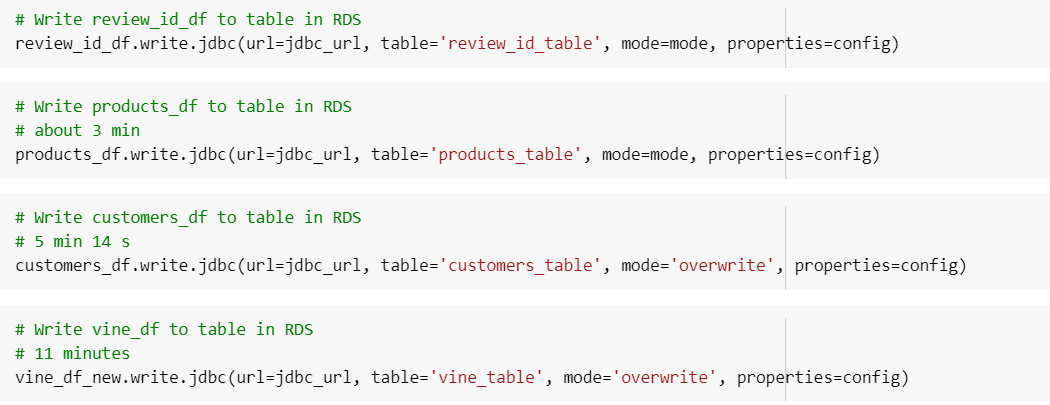 # Write review_id_df to table in RDS
review_id_df.write.jdbc(url=jdbc_url, table='review_id_table', mode=mode, properties=config)
# Write products_df to table in RDS
# about 3 min
products_df.write.jdbc(url=jdbc_url, table='products_table', mode=mode, properties=config)
# Write customers_df to table in RDS
# 5 min 14 s
customers_df.write.jdbc(url=jdbc_url, table='customers_table', mode='overwrite', properties=config)
# Write vine_df to table in RDS
# 11 minutes
vine_df_new.write.jdbc(url=jdbc_url, table='vine_table', mode='overwrite', properties=config)